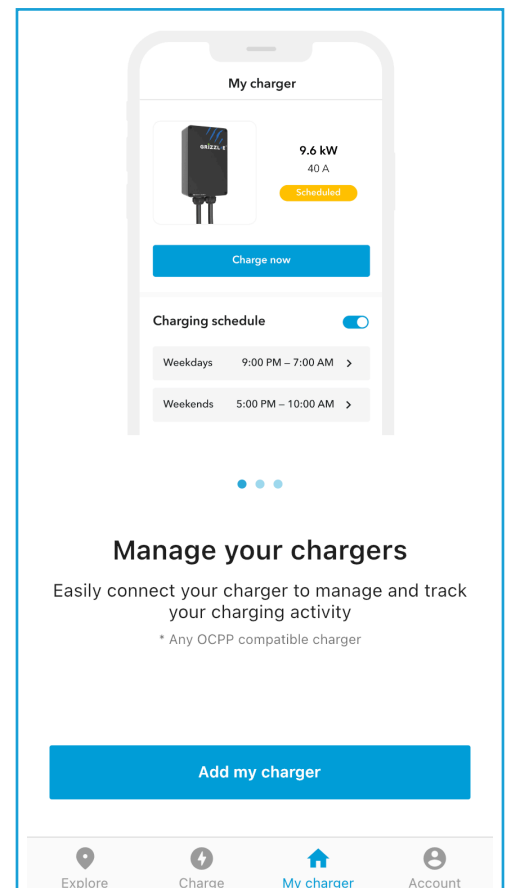 My charger
GRIZZL-E
9.6 kW
40 A
Scheduled
Charge now
Charging schedule
Weekdays 9:00 PM – 7:00 AM
Weekends 5:00 PM – 10:00 AM
Manage your chargers
Easily connect your charger to manage and track
your charging activity
* Any OCPP compatible charger
Add my charger
Explore Charge My charger Account